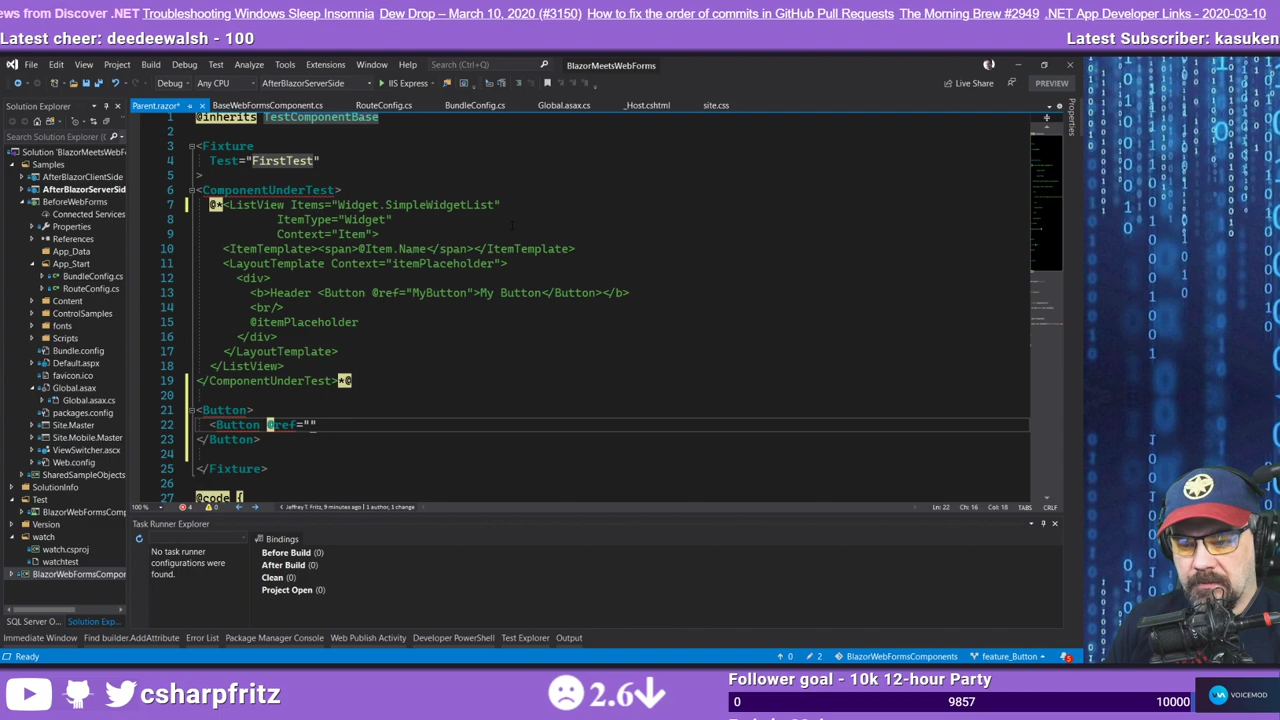 ews from Discover .NET Troubleshooting Windows Sleep Insomnia Dew Drop – March 10, 2020 (#3150) How to fix the order of commits in GitHub Pull Requests The Morning Brew #2949 .NET App Developer Links - 2020-03-10
Latest cheer: deedeewalsh - 100
Latest Subscriber: kasuken
File Edit View Project Build Debug Test Analyze Tools Extensions Window Help Search (Ctrl+Q) BlazorMeetsWebForms
Debug Any CPU AfterBlazorServerSide IIS Express Live Share PREVIEW
Solution Explorer
Parent.razor* BaseWebFormsComponent.cs RouteConfig.cs BundleConfig.cs Global.asax.cs _Host.cshtml site.css
Properties
Search Solution Explorer (Ctrl+
Solution 'BlazorMeetsWebF
Samples
AfterBlazorClientSide
AfterBlazorServerSid
BeforeWebForms
Connected Services
Properties
References
App_Data
App_Start
BundleConfig.cs
RouteConfig.cs
Content
ControlSamples
fonts
Scripts
Bundle.config
Default.aspx
favicon.ico
Global.asax
Global.asax.cs
packages.config
Site.Master
Site.Mobile.Master
ViewSwitcher.ascx
Web.config
SharedSampleObjects
SolutionInfo
Test
BlazorWebFormsComp
Version
watch
watch.csproj
watchtest
BlazorWebFormsCompor
SQL Server O... Solution Exp...
1 @inherits TestComponentBase
2
3 <Fixture
4 Test="FirstTest"
5 >
6 <ComponentUnderTest>
7 @*<ListView Items="Widget.SimpleWidgetList"
8 ItemType="Widget"
9 Context="Item">
10 <ItemTemplate><span>@Item.Name</span></ItemTemplate>
11 <LayoutTemplate Context="itemPlaceholder">
12 <div>
13 <b>Header <Button @ref="MyButton">My Button</Button></b>
14 <br/>
15 @itemPlaceholder
16 </div>
17 </LayoutTemplate>
18 </ListView>
19 </ComponentUnderTest>*@
20
21 <Button>
22 <Button @ref=""
23 </Button>
24
25 </Fixture>
26
27 @code {
100 % 4 0 Jeffrey T. Fritz, 9 minutes ago | 1 author, 1 change Ln: 22 Ch: 16 Col: 18 TABS CRLF
Task Runner Explorer
No task runner
configurations were
found.
Bindings
Before Build (0)
After Build (0)
Clean (0)
Project Open (0)
Immediate Window Find builder.AddAttribute Error List Package Manager Console Web Publish Activity Developer PowerShell Test Explorer Output
Ready 0 2 BlazorWebFormsComponents feature_Button 5
csharpfritz
2.6
Follower goal - 10k 12-hour Party
0 9857 10000
VOICEMOD